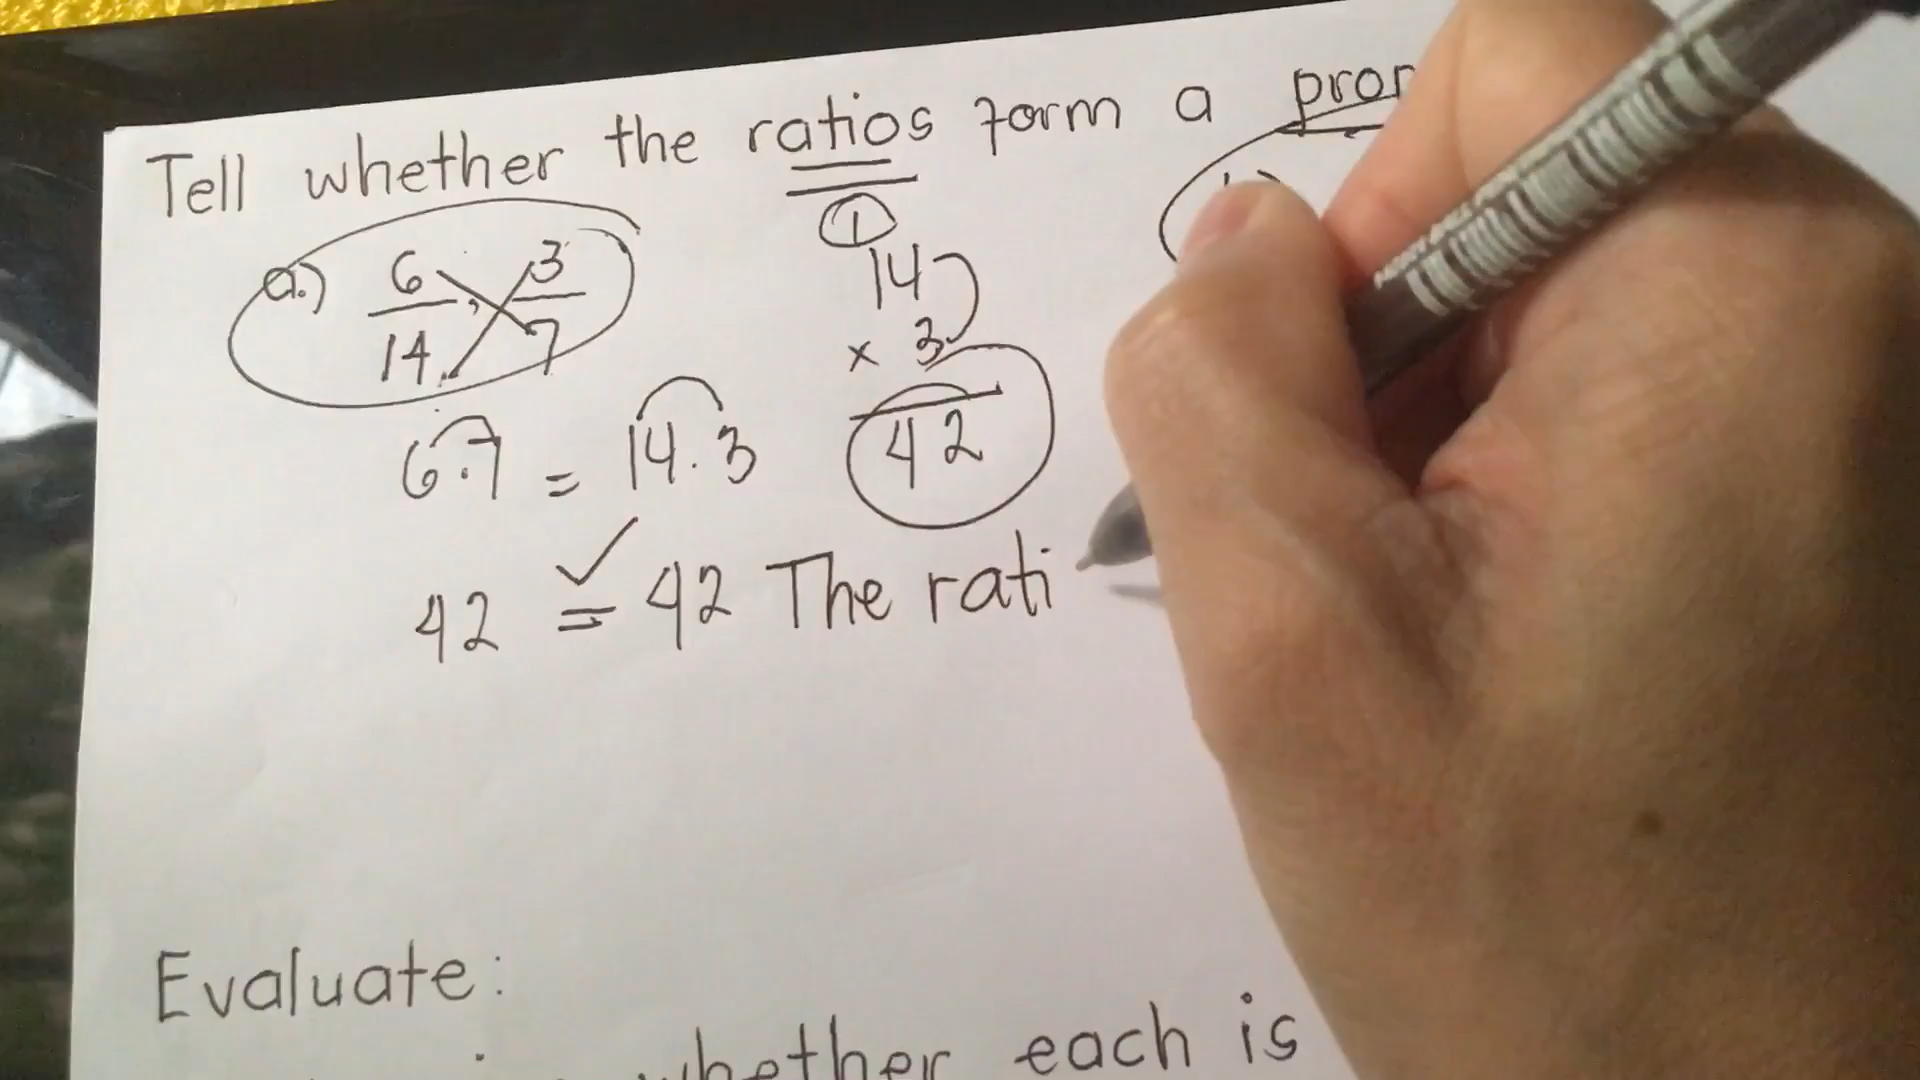 Tell whether the ratios form a
①
a.) 6/14, 3/7
14
x 3
42
6.7 = 14.3
42 = 42 The rati
✓
Evaluate:
whether each is